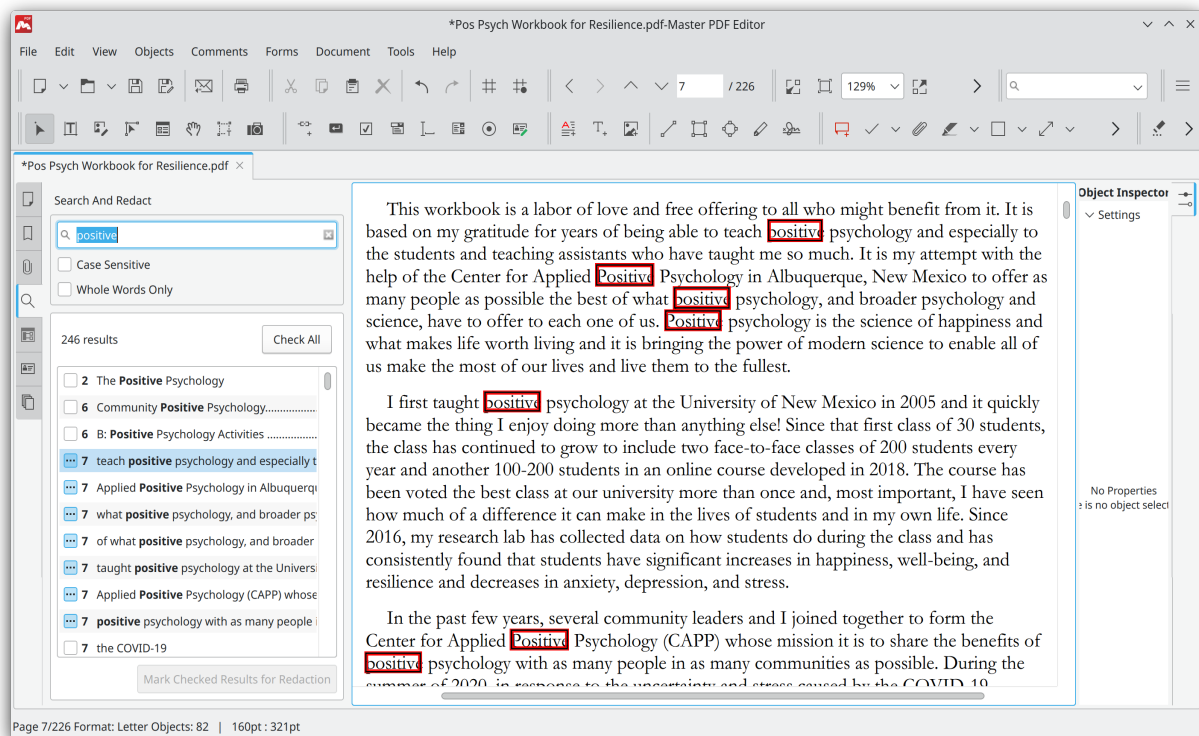 *Pos Psych Workbook for Resilience.pdf-Master PDF Editor
File Edit View Objects Comments Forms Document Tools Help
7 / 226 129%
*Pos Psych Workbook for Resilience.pdf
Search And Redact
positive
Case Sensitive
Whole Words Only
246 results
Check All
2 The Positive Psychology
6 Community Positive Psychology.................
6 B: Positive Psychology Activities ................
7 teach positive psychology and especially t
7 Applied Positive Psychology in Albuquerqu
7 what positive psychology, and broader psy
7 of what positive psychology, and broader
7 taught positive psychology at the Universi
7 Applied Positive Psychology (CAPP) whose
7 positive psychology with as many people i
7 the COVID-19
Mark Checked Results for Redaction
This workbook is a labor of love and free offering to all who might benefit from it. It is
based on my gratitude for years of being able to teach positive psychology and especially to
the students and teaching assistants who have taught me so much. It is my attempt with the
help of the Center for Applied Positive Psychology in Albuquerque, New Mexico to offer as
many people as possible the best of what positive psychology, and broader psychology and
science, have to offer to each one of us. Positive psychology is the science of happiness and
what makes life worth living and it is bringing the power of modern science to enable all of
us make the most of our lives and live them to the fullest.
I first taught positive psychology at the University of New Mexico in 2005 and it quickly
became the thing I enjoy doing more than anything else! Since that first class of 30 students,
the class has continued to grow to include two face-to-face classes of 200 students every
year and another 100-200 students in an online course developed in 2018. The course has
been voted the best class at our university more than once and, most important, I have seen
how much of a difference it can make in the lives of students and in my own life. Since
2016, my research lab has collected data on how students do during the class and has
consistently found that students have significant increases in happiness, well-being, and
resilience and decreases in anxiety, depression, and stress.
In the past few years, several community leaders and I joined together to form the
Center for Applied Positive Psychology (CAPP) whose mission it is to share the benefits of
positive psychology with as many people in as many communities as possible. During the
summer of 2020, in response to the uncertainty and stress caused by the COVID-19
Object Inspector
Settings
No Properties
e is no object select
Page 7/226 Format: Letter Objects: 82 | 160pt : 321pt